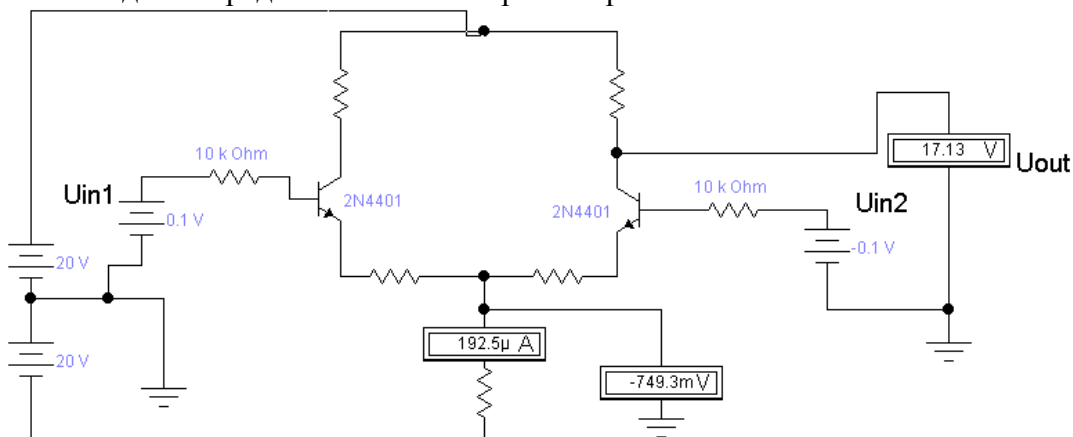 10 k Ohm
17.13 V
Uout
Uin1
2N4401
10 k Ohm
0.1 V
2N4401
Uin2
-0.1 V
20 V
192.5µ A
20 V
-749.3m V